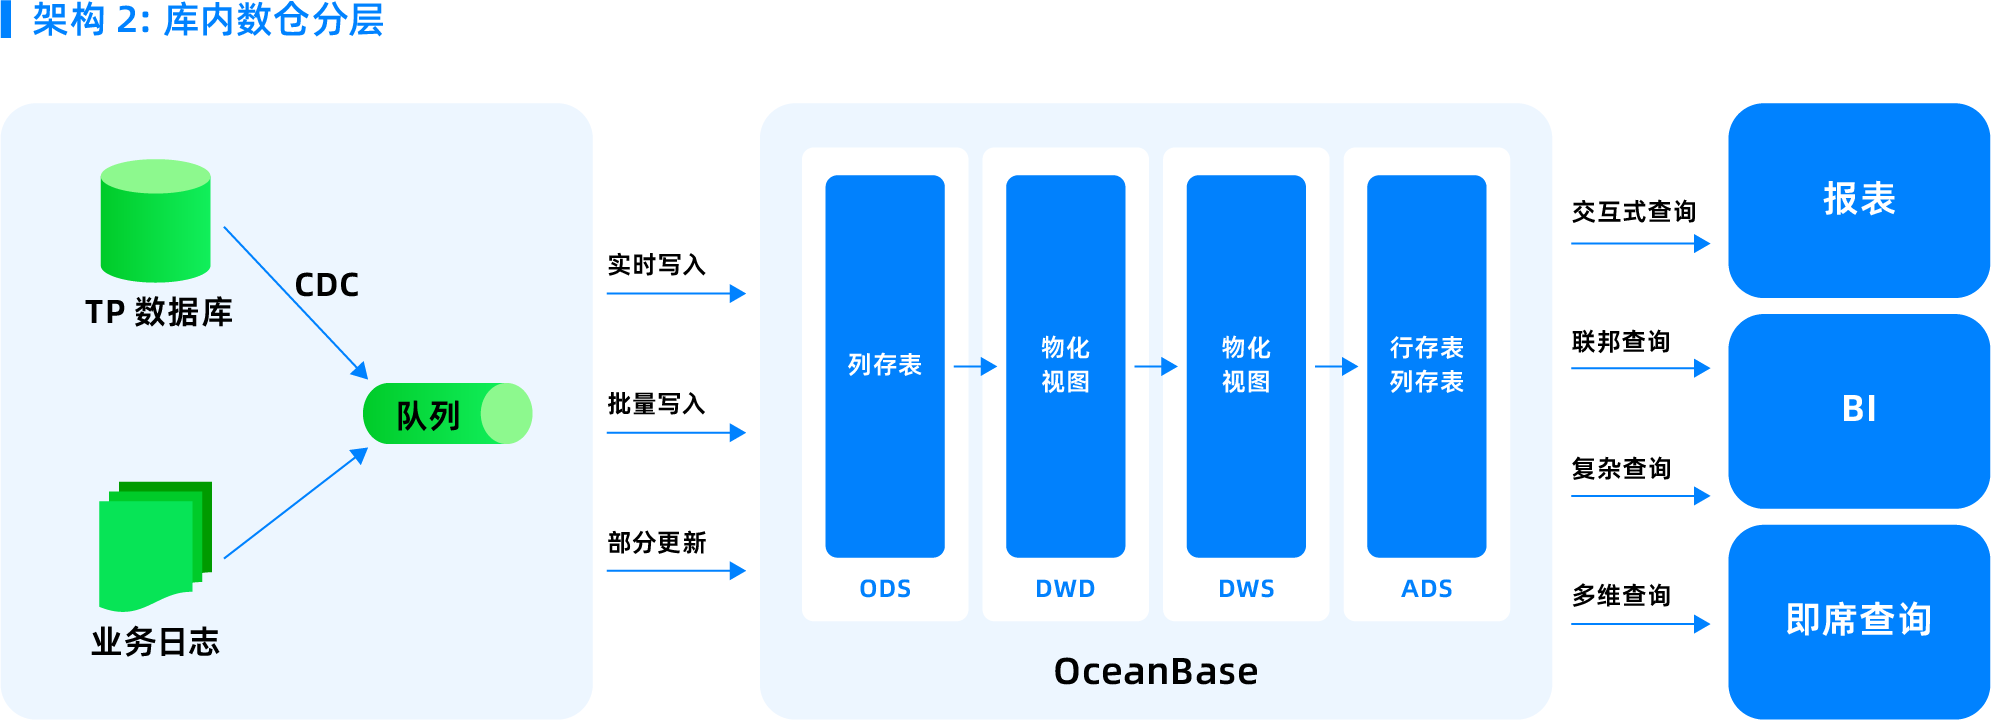 架构 2: 库内数仓分层
TP 数据库
CDC
队列
业务日志
实时写入
批量写入
部分更新
列存表
ODS
物化
视图
DWD
物化
视图
DWS
行存表
列存表
ADS
OceanBase
交互式查询
联邦查询
复杂查询
多维查询
报表
BI
即席查询